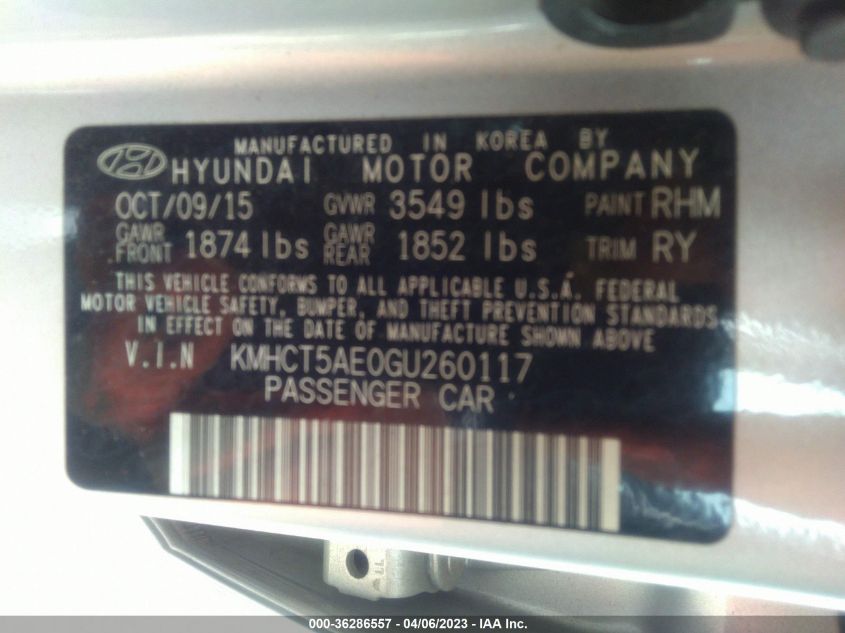 MANUFACTURED IN KOREA BY
HYUNDAI MOTOR COMPANY
OCT/09/15 GVWR 3549 lbs PAINT RHM
GAWR FRONT 1874 lbs GAWR REAR 1852 lbs TRIM RY
THIS VEHICLE CONFORMS TO ALL APPLICABLE U.S.A. FEDERAL
MOTOR VEHICLE SAFETY, BUMPER, AND THEFT PREVENTION STANDARDS
IN EFFECT ON THE DATE OF MANUFACTURE SHOWN ABOVE
V.I.N KMHCT5AE0GU260117
PASSENGER CAR
000-36286557 - 04/06/2023 - IAA Inc.